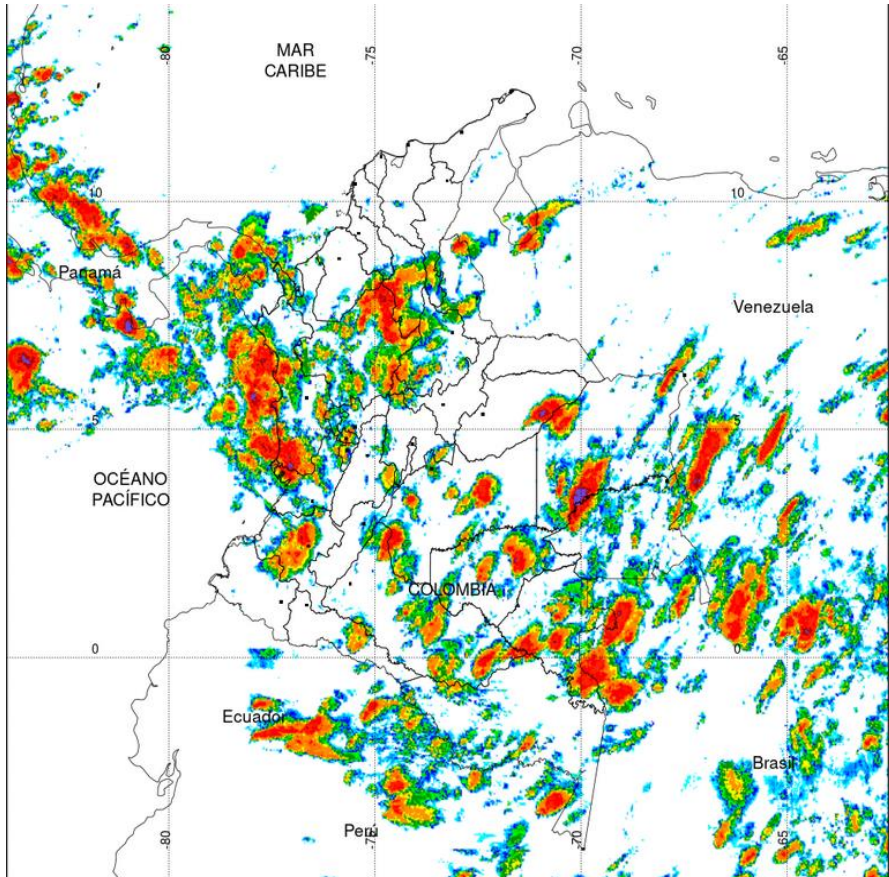 -80
-75
-70
-65
MAR
CARIBE
10
10
Panamá
Venezuela
5
5
OCÉANO
PACÍFICO
COLOMBIA
0
0
Ecuador
Brasil
Perú
-80
-75
-70
-65